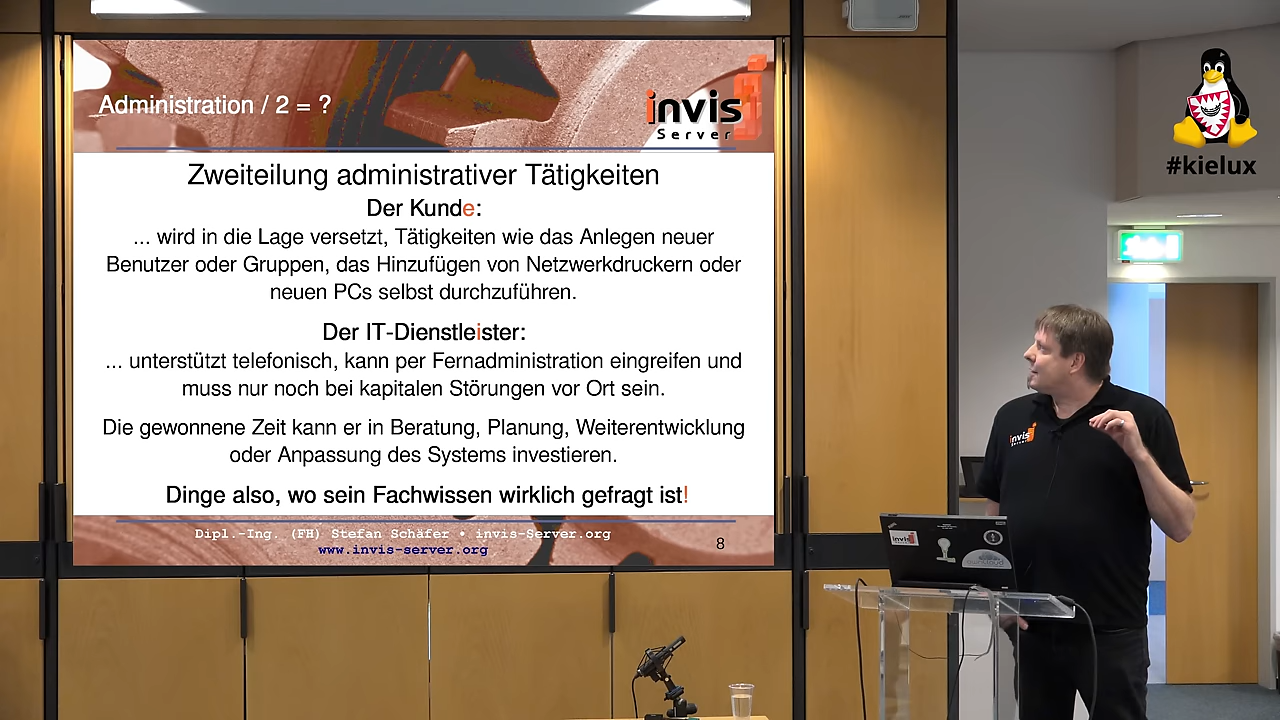 Administration / 2 = ?
invis
Server
Zweiteilung administrativer Tätigkeiten
Der Kunde:
... wird in die Lage versetzt, Tätigkeiten wie das Anlegen neuer
Benutzer oder Gruppen, das Hinzufügen von Netzwerkdruckern oder
neuen PCs selbst durchzuführen.
Der IT-Dienstleister:
... unterstützt telefonisch, kann per Fernadministration eingreifen und
muss nur noch bei kapitalen Störungen vor Ort sein.
Die gewonnene Zeit kann er in Beratung, Planung, Weiterentwicklung
oder Anpassung des Systems investieren.
Dinge also, wo sein Fachwissen wirklich gefragt ist!
Dipl.-Ing. (FH) Stefan Schäfer • invis-Server.org
www.invis-server.org
8
#kielux
invis
Server
invis
ownCloud